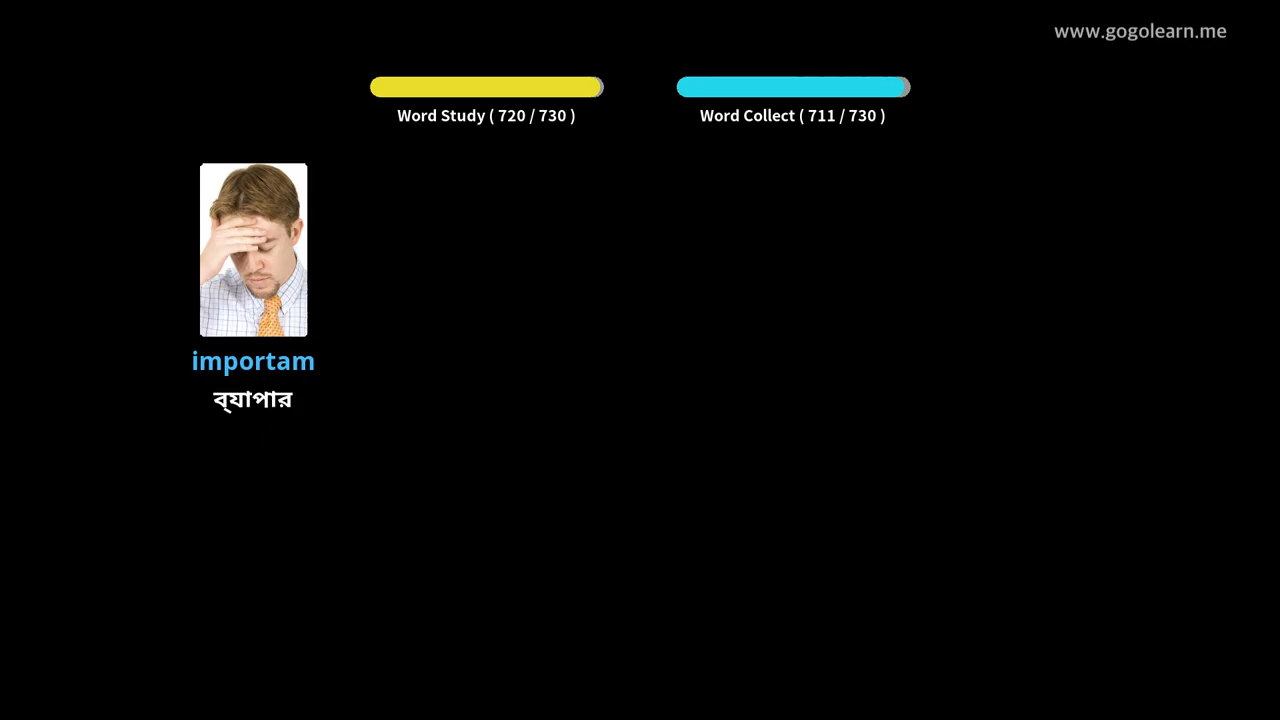 www.gogolearn.me
Word Study ( 720 / 730 )
Word Collect ( 711 / 730 )
importam
ব্যাপার